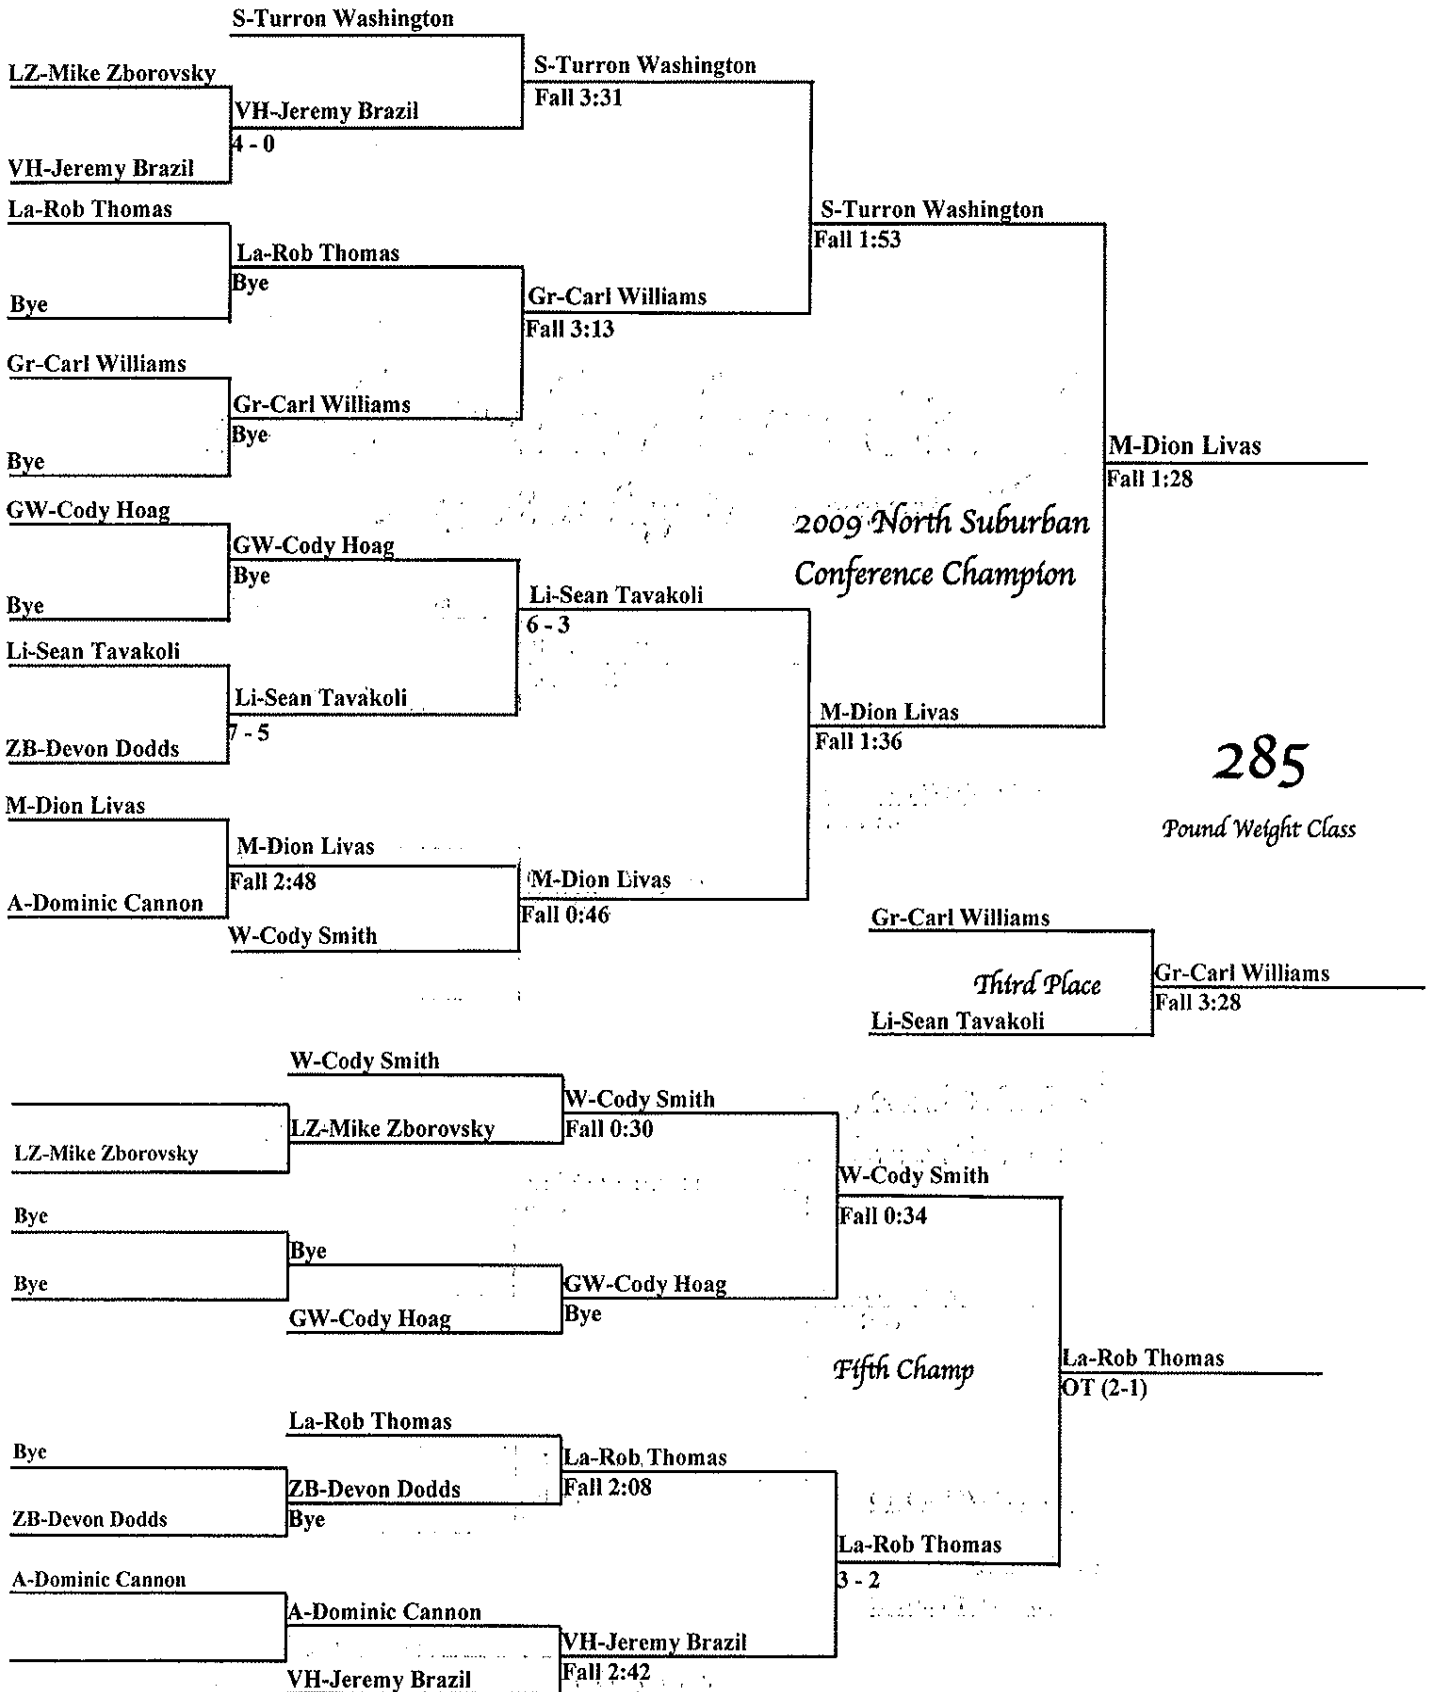 S-Turron Washington
LZ-Mike Zborovsky
S-Turron Washington
Fall 3:31
VH-Jeremy Brazil
4 - 0
VH-Jeremy Brazil
La-Rob Thomas
S-Turron Washington
Fall 1:53
La-Rob Thomas
Bye
Bye
Gr-Carl Williams
Fall 3:13
Gr-Carl Williams
Gr-Carl Williams
Bye
Bye
M-Dion Livas
Fall 1:28
GW-Cody Hoag
2009 North Suburban
Conference Champion
GW-Cody Hoag
Bye
Bye
Li-Sean Tavakoli
6 - 3
Li-Sean Tavakoli
Li-Sean Tavakoli
7 - 5
ZB-Devon Dodds
M-Dion Livas
Fall 1:36
285
Pound Weight Class
M-Dion Livas
M-Dion Livas
Fall 2:48
M-Dion Livas
Fall 0:46
A-Dominic Cannon
W-Cody Smith
Gr-Carl Williams
Third Place
Gr-Carl Williams
Fall 3:28
Li-Sean Tavakoli
W-Cody Smith
W-Cody Smith
Fall 0:30
LZ-Mike Zborovsky
LZ-Mike Zborovsky
W-Cody Smith
Fall 0:34
Bye
Bye
Bye
GW-Cody Hoag
Bye
GW-Cody Hoag
Fifth Champ
La-Rob Thomas
OT (2-1)
La-Rob Thomas
Bye
La-Rob Thomas
Fall 2:08
ZB-Devon Dodds
Bye
ZB-Devon Dodds
La-Rob Thomas
3 - 2
A-Dominic Cannon
A-Dominic Cannon
VH-Jeremy Brazil
Fall 2:42
VH-Jeremy Brazil